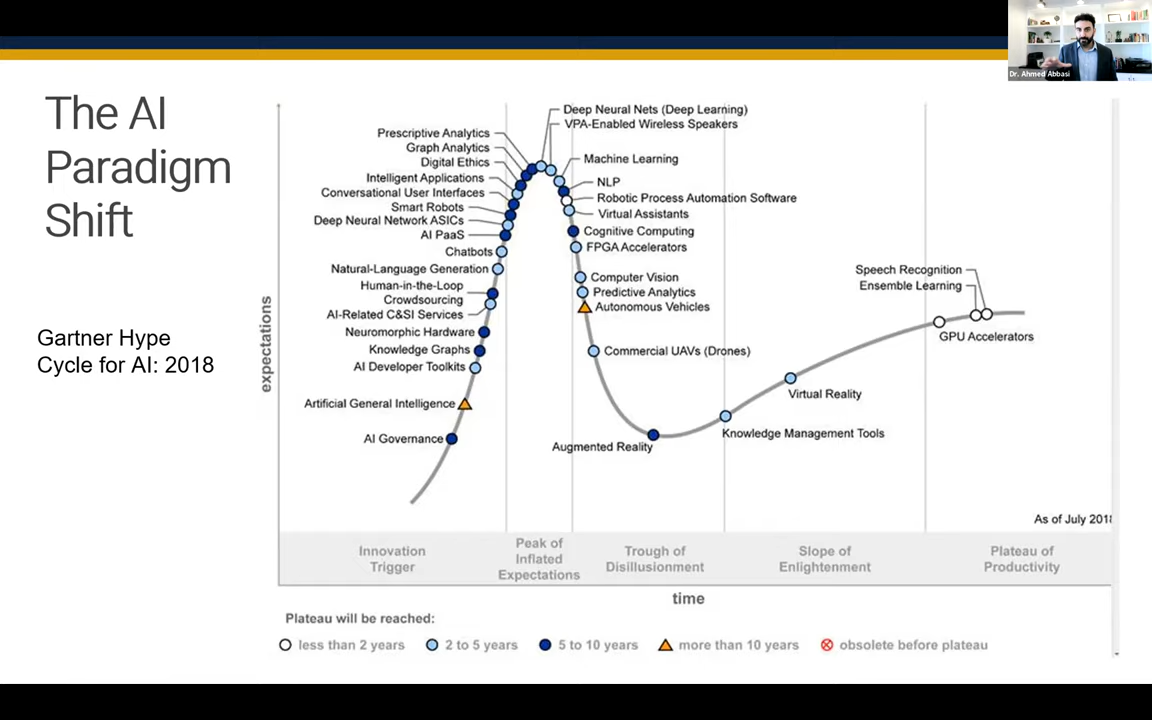 Dr. Ahmed Abbasi
The AI
Paradigm
Shift
Gartner Hype
Cycle for AI: 2018
expectations
Deep Neural Nets (Deep Learning)
VPA-Enabled Wireless Speakers
Prescriptive Analytics
Graph Analytics
Digital Ethics
Intelligent Applications
Conversational User Interfaces
Smart Robots
Deep Neural Network ASICs
AI PaaS
Chatbots
Natural-Language Generation
Human-in-the-Loop
Crowdsourcing
AI-Related C&SI Services
Neuromorphic Hardware
Knowledge Graphs
AI Developer Toolkits
Artificial General Intelligence
AI Governance
Machine Learning
NLP
Robotic Process Automation Software
Virtual Assistants
Cognitive Computing
FPGA Accelerators
Computer Vision
Predictive Analytics
Autonomous Vehicles
Commercial UAVs (Drones)
Augmented Reality
Knowledge Management Tools
Virtual Reality
Speech Recognition
Ensemble Learning
GPU Accelerators
As of July 2018
Innovation
Trigger
Peak of
Inflated
Expectations
Trough of
Disillusionment
Slope of
Enlightenment
Plateau of
Productivity
time
Plateau will be reached:
less than 2 years
2 to 5 years
5 to 10 years
more than 10 years
obsolete before plateau